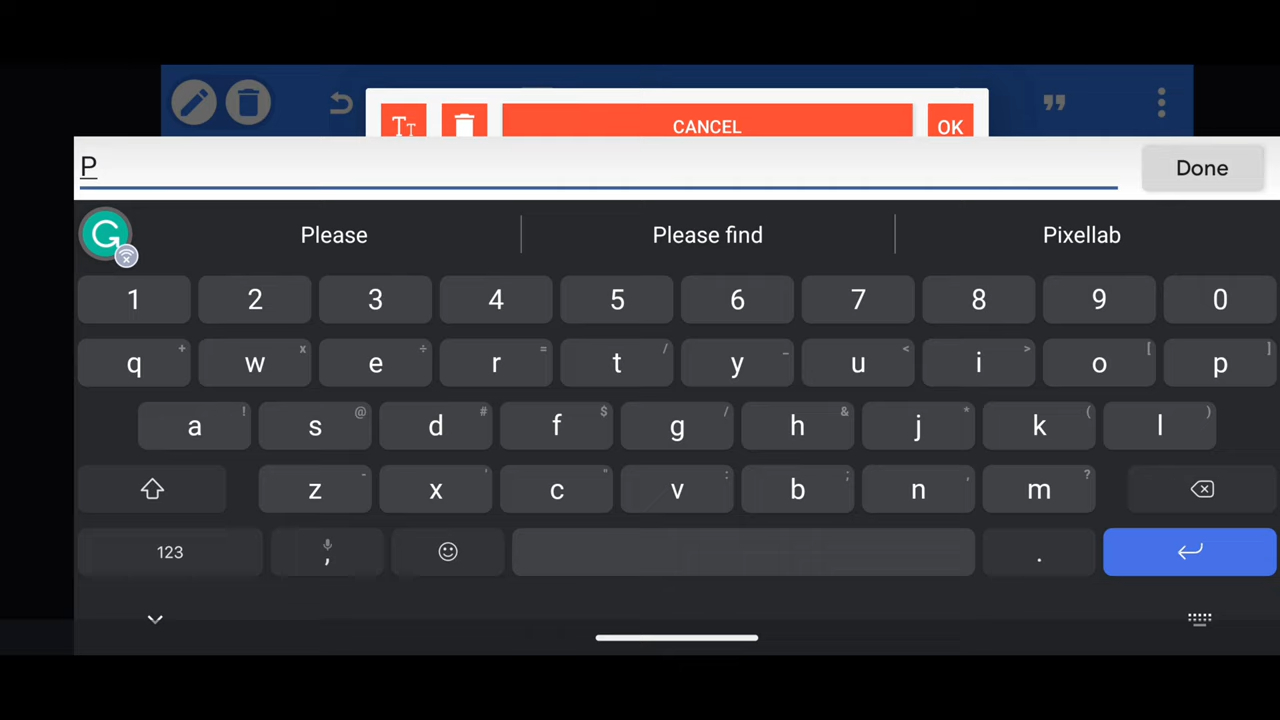 CANCEL
OK
P
Done
Please
Please find
Pixellab
1 2 3 4 5 6 7 8 9 0
q + w x e ÷ r = t / y _ u < i > o [ p ]
a ! s @ d # f $ g / h & j * k ( l )
z - x ' c " v : b ; n , m ?
123 , .